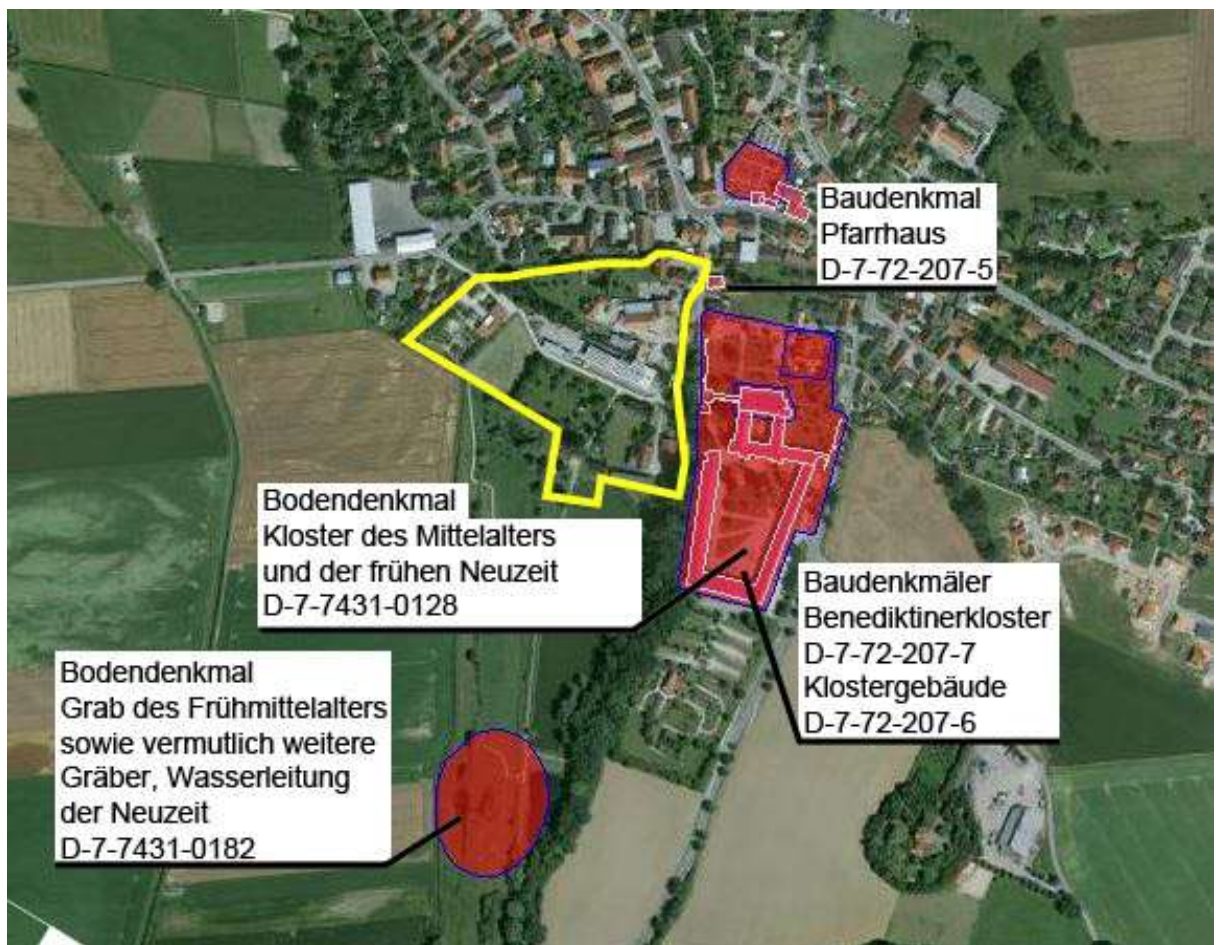 Baudenkmal
Pfarrhaus
D-7-72-207-5
Bodendenkmal
Kloster des Mittelalters
und der frühen Neuzeit
D-7-7431-0128
Baudenkmäler
Benediktinerkloster
D-7-72-207-7
Klostergebäude
D-7-72-207-6
Bodendenkmal
Grab des Frühmittelalters
sowie vermutlich weitere
Gräber, Wasserleitung
der Neuzeit
D-7-7431-0182